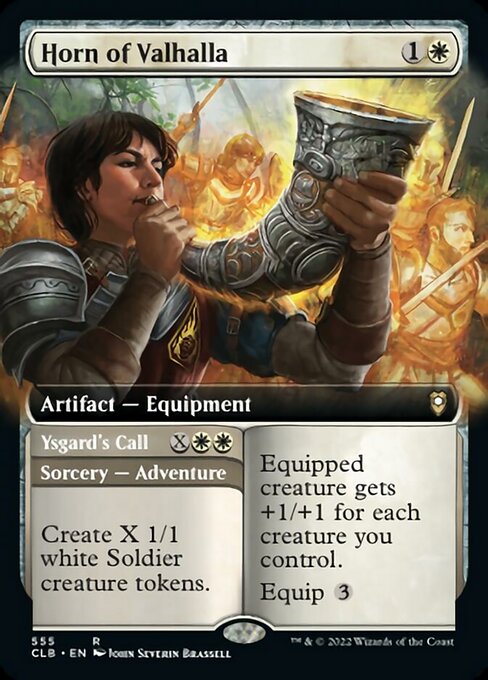 Horn of Valhalla 1
Artifact — Equipment
Ysgard's Call X
Sorcery — Adventure
Create X 1/1
white Soldier
creature tokens.
Equipped
creature gets
+1/+1 for each
creature you
control.
Equip 3
555 R
CLB • EN John Severin Brassell
™ & © 2022 Wizards of the Coast